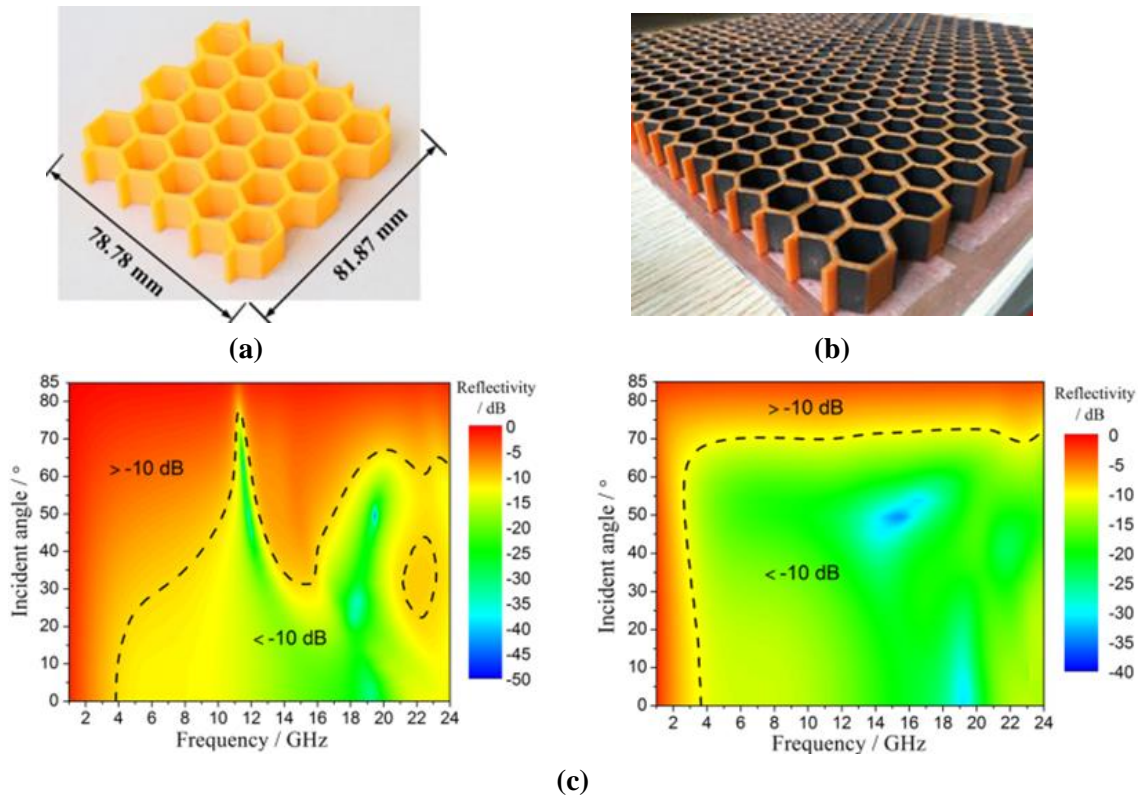 78.78 mm
81.87 mm
(a)
(b)
Reflectivity
/ dB
85
80
70
60
50
40
30
20
10
0
Incident angle / °
> -10 dB
< -10 dB
2 4 6 8 10 12 14 16 18 20 22 24
Frequency / GHz
0
-5
-10
-15
-20
-25
-30
-35
-40
-45
-50
Reflectivity
/ dB
85
80
70
60
50
40
30
20
10
0
Incident angle / °
> -10 dB
< -10 dB
2 4 6 8 10 12 14 16 18 20 22 24
Frequency / GHz
0
-5
-10
-15
-20
-25
-30
-35
-40
(c)